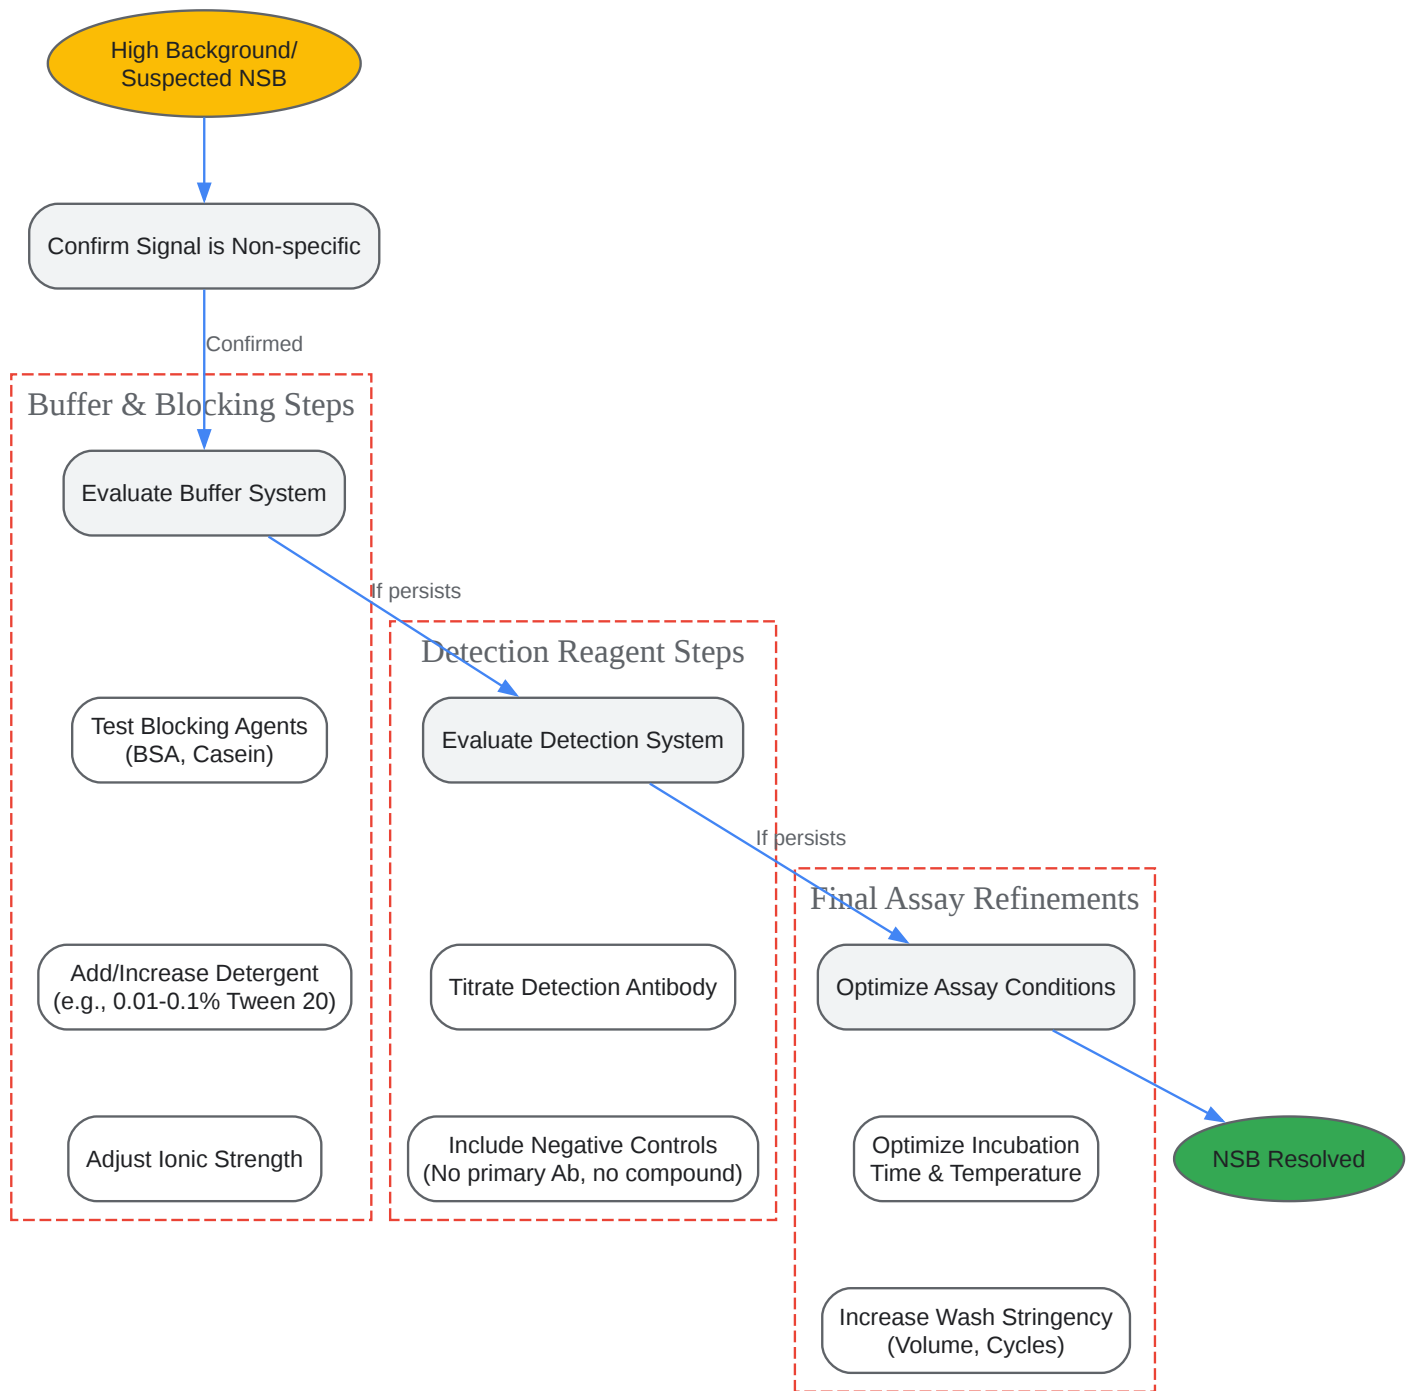 High Background/
Suspected NSB
Confirm Signal is Non-specific
Confirmed
Buffer & Blocking Steps
Evaluate Buffer System
If persists
Detection Reagent Steps
Test Blocking Agents
(BSA, Casein)
Evaluate Detection System
If persists
Final Assay Refinements
Add/Increase Detergent
(e.g., 0.01-0.1% Tween 20)
Titrate Detection Antibody
Optimize Assay Conditions
Adjust Ionic Strength
Include Negative Controls
(No primary Ab, no compound)
Optimize Incubation
Time & Temperature
NSB Resolved
Increase Wash Stringency
(Volume, Cycles)